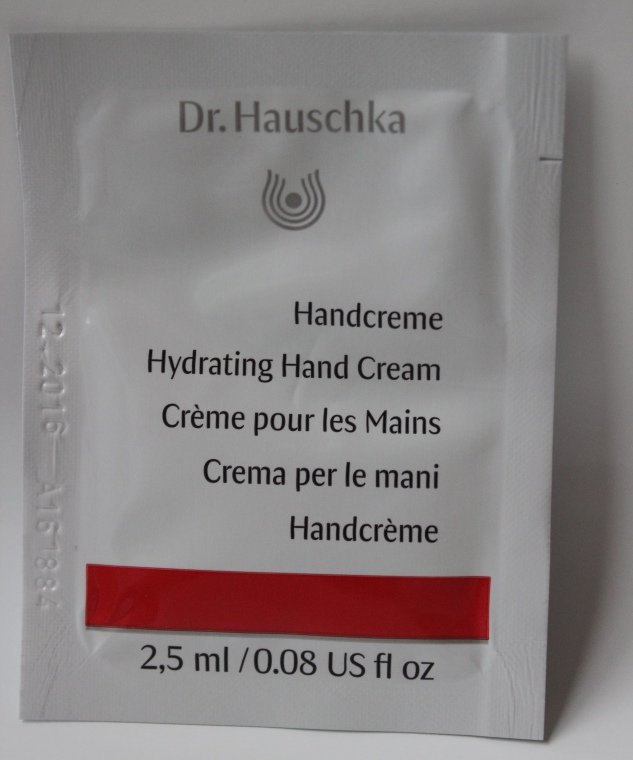 Dr. Hauschka
Handcreme
Hydrating Hand Cream
Crème pour les Mains
Crema per le mani
Handcrème
2,5 ml / 0.08 US fl oz
12.2016—A161884